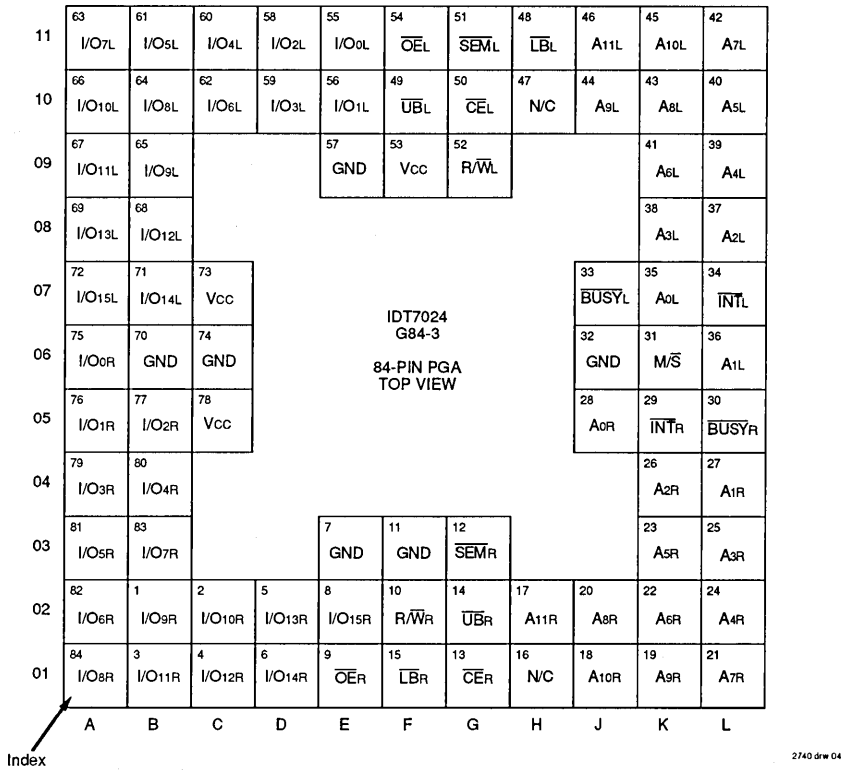 63 61 60 58 55 54 51 48 46 45 42
11 I/O7L I/O5L I/O4L I/O2L I/O0L OEL SEML LBL A11L A10L A7L
66 64 62 59 56 49 50 47 44 43 40
10 I/O10L I/O8L I/O6L I/O3L I/O1L UBL CEL N/C A9L A8L A5L
67 65 57 53 52 41 39
09 I/O11L I/O9L GND VCC R/WL A6L A4L
69 68 38 37
08 I/O13L I/O12L A3L A2L
72 71 73 33 35 34
07 I/O15L I/O14L VCC BUSYL A0L INTL
IDT7024
G84-3
75 70 74 32 31 36
06 I/O0R GND GND GND M/S A1L
84-PIN PGA
TOP VIEW
76 77 78 28 29 30
05 I/O1R I/O2R VCC A0R INTR BUSYR
79 80 26 27
04 I/O3R I/O4R A2R A1R
81 83 7 11 12 23 25
03 I/O5R I/O7R GND GND SEMR A5R A3R
82 1 2 5 8 10 14 17 20 22 24
02 I/O6R I/O9R I/O10R I/O13R I/O15R R/WR UBR A11R A8R A6R A4R
84 3 4 6 9 15 13 16 18 19 21
01 I/O8R I/O11R I/O12R I/O14R OER LBR CER N/C A10R A9R A7R
A B C D E F G H J K L
Index
2740 drw 04